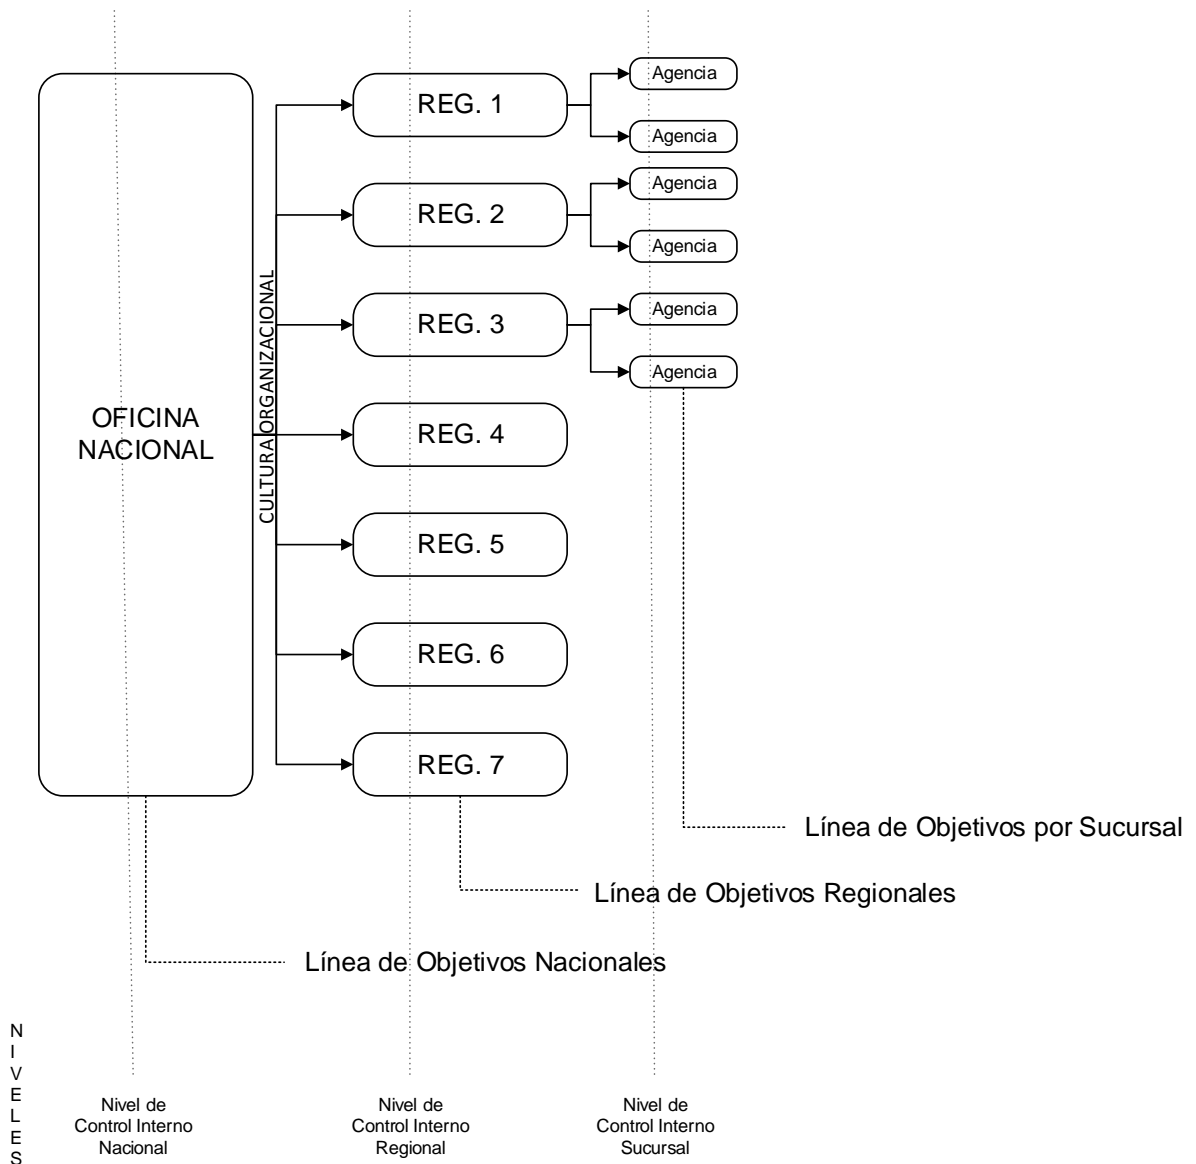 Agencia
REG. 1
Agencia
Agencia
REG. 2
Agencia
CULTURA ORGANIZACIONAL
Agencia
REG. 3
Agencia
OFICINA
NACIONAL
REG. 4
REG. 5
REG. 6
REG. 7
Línea de Objetivos por Sucursal
Línea de Objetivos Regionales
Línea de Objetivos Nacionales
NIVELES
Nivel de
Control Interno
Nacional
Nivel de
Control Interno
Regional
Nivel de
Control Interno
Sucursal